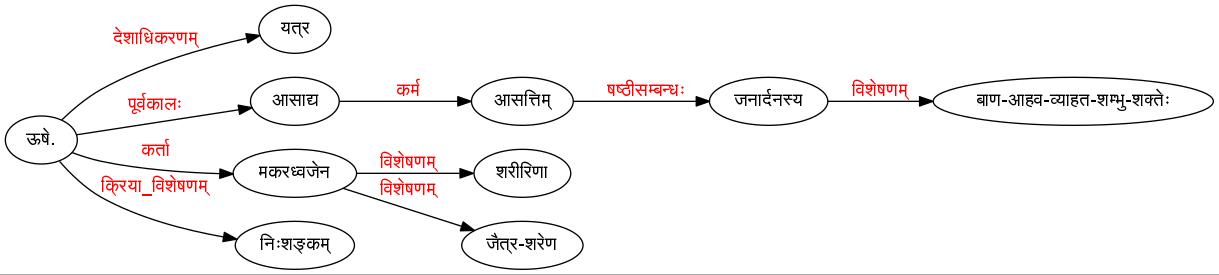 यत्र
देशाधिकरणम्
पूर्वकालः आसाद्य कर्म आसत्तिम् षष्ठीसम्बन्धः जनार्दनस्य विशेषणम् बाण-आहव-व्याहत-शम्भु-शक्तेः
ऊषे.
कर्ता मकरध्वजेन विशेषणम् शरीरिणा
क्रिया_विशेषणम् विशेषणम्
निःशङ्कम् जैत्र-शरेण